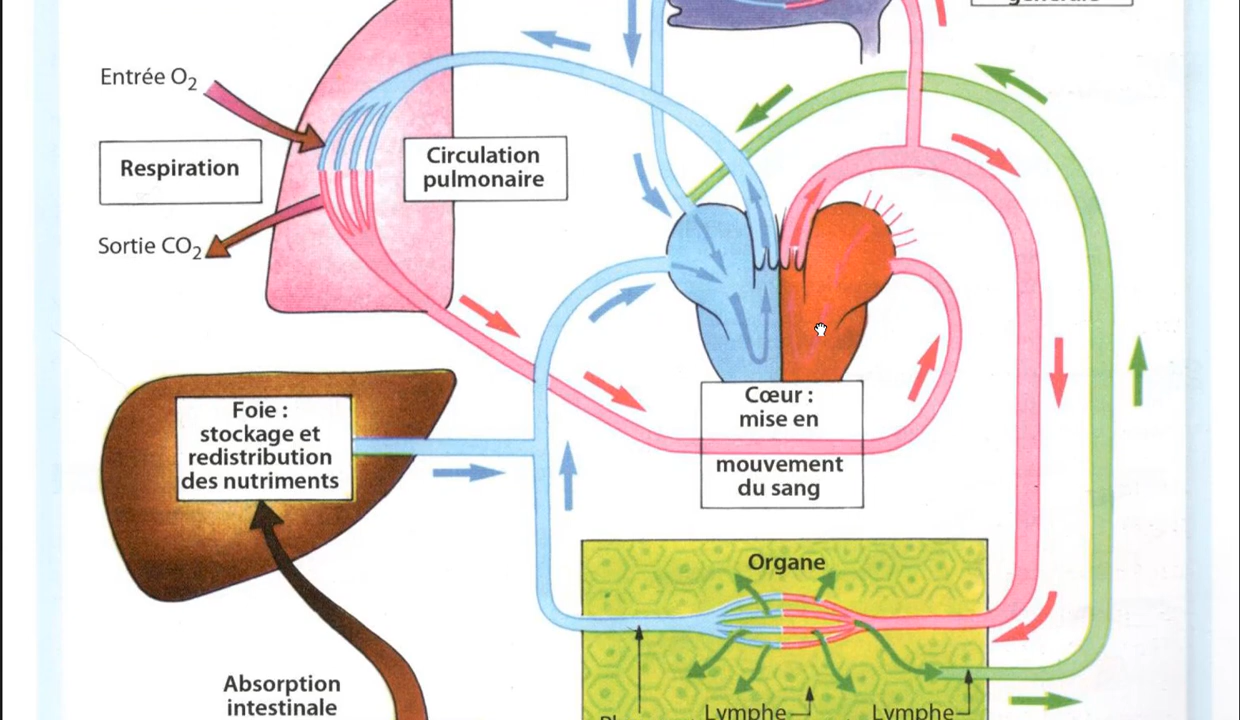 générale
Entrée O2
Respiration
Circulation
pulmonaire
Sortie CO2
Foie :
stockage et
redistribution
des nutriments
Cœur :
mise en
mouvement
du sang
Organe
Absorption
intestinale
Lymphe
Lymphe